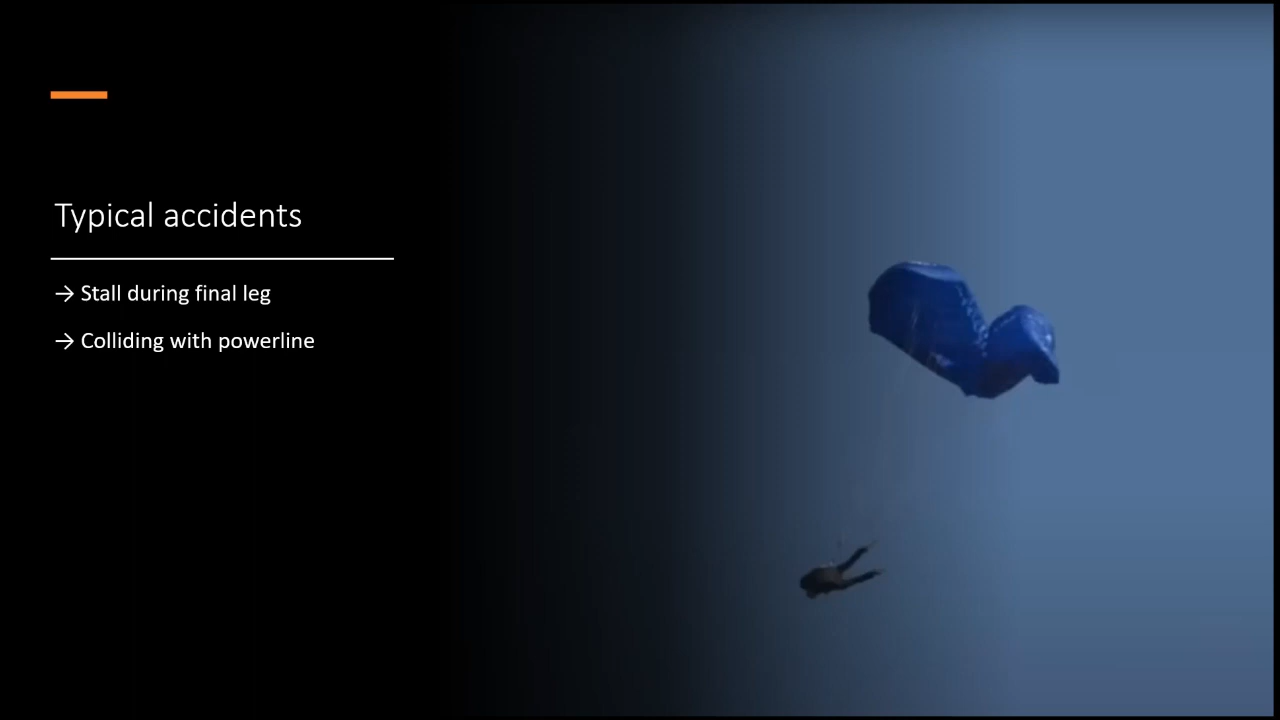 Typical accidents
→ Stall during final leg
→ Colliding with powerline